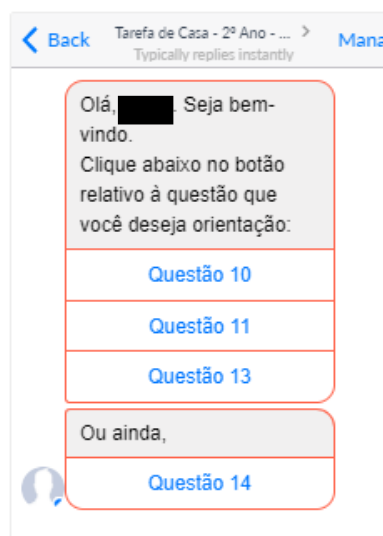 Back
Tarefa de Casa - 2º Ano - ... >
Typically replies instantly
Mana
Olá, . Seja bem-
vindo.
Clique abaixo no botão
relativo à questão que
você deseja orientação:
Questão 10
Questão 11
Questão 13
Ou ainda,
Questão 14